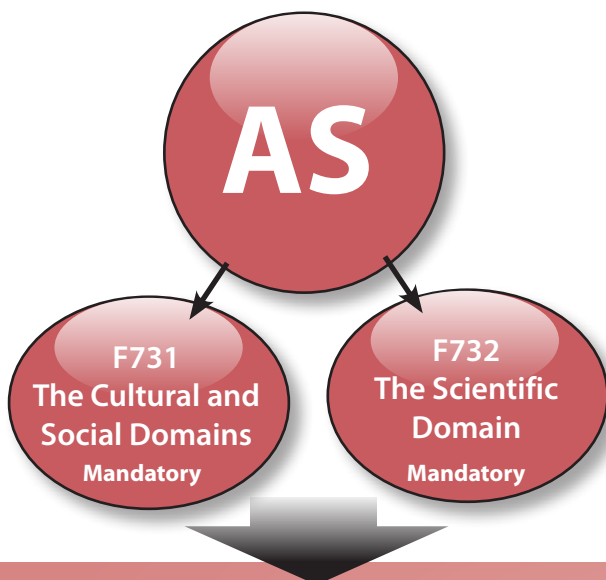 AS
F731
The Cultural and
Social Domains
Mandatory
F732
The Scientific
Domain
Mandatory